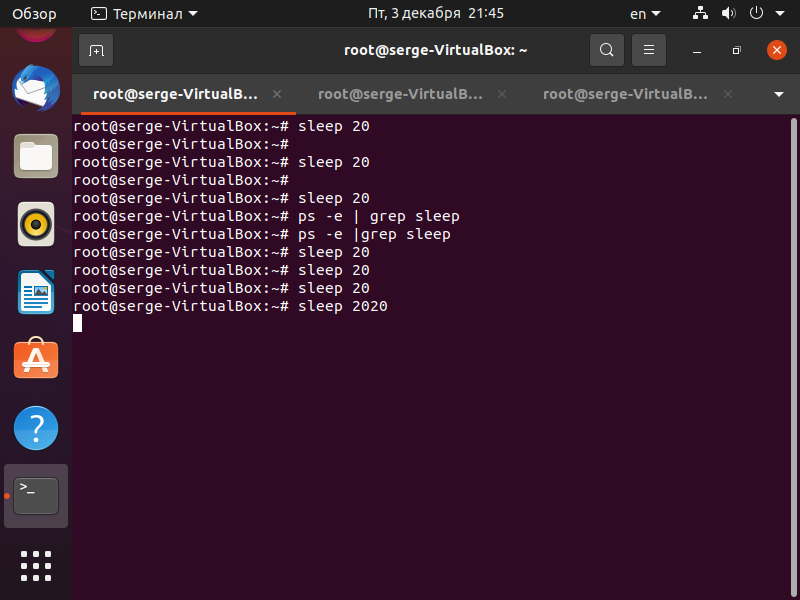 Обзор
Терминал
Пт, 3 декабря 21:45
en
root@serge-VirtualBox: ~
root@serge-VirtualB...
root@serge-VirtualB...
root@serge-VirtualB...
root@serge-VirtualBox:~# sleep 20
root@serge-VirtualBox:~#
root@serge-VirtualBox:~# sleep 20
root@serge-VirtualBox:~#
root@serge-VirtualBox:~# sleep 20
root@serge-VirtualBox:~# ps -e | grep sleep
root@serge-VirtualBox:~# ps -e |grep sleep
root@serge-VirtualBox:~# sleep 20
root@serge-VirtualBox:~# sleep 20
root@serge-VirtualBox:~# sleep 20
root@serge-VirtualBox:~# sleep 2020